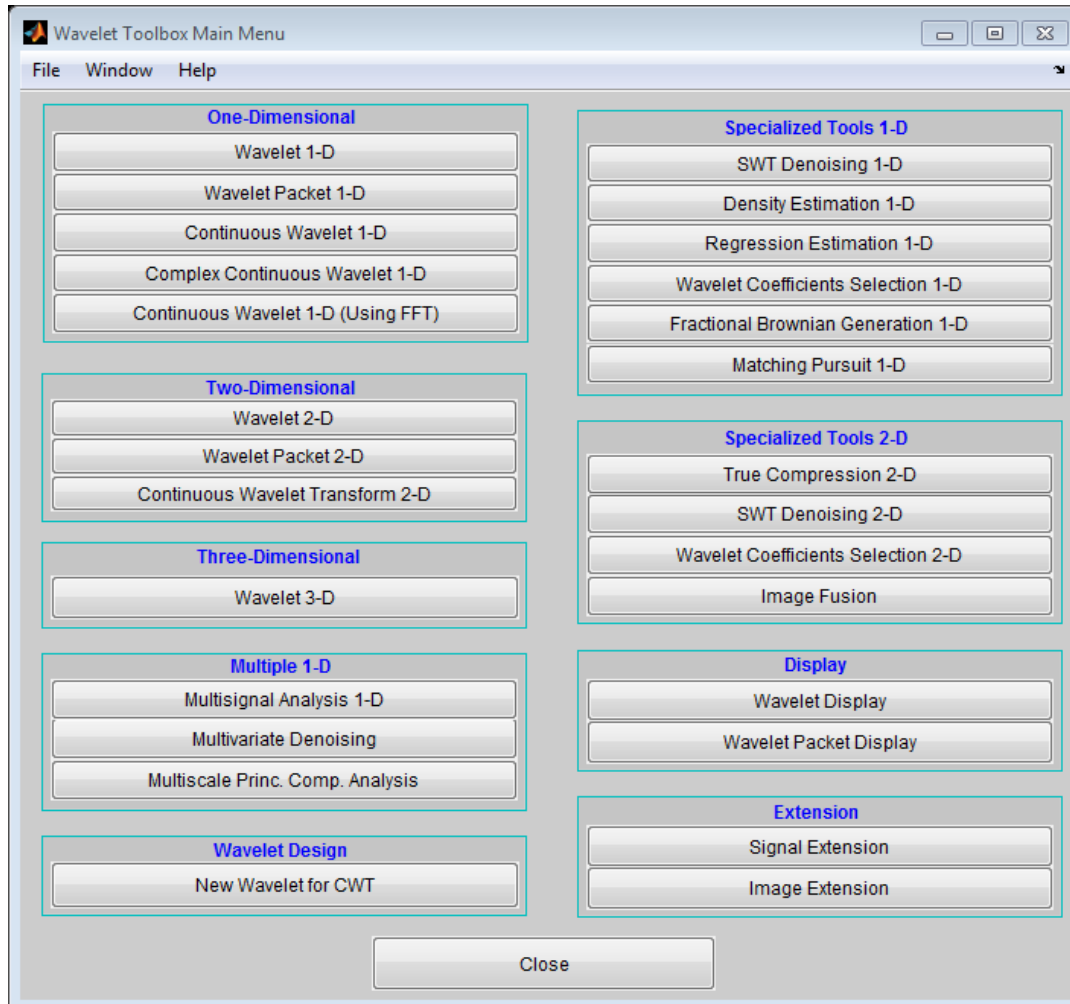 Wavelet Toolbox Main Menu
File Window Help
One-Dimensional
Wavelet 1-D
Wavelet Packet 1-D
Continuous Wavelet 1-D
Complex Continuous Wavelet 1-D
Continuous Wavelet 1-D (Using FFT)
Two-Dimensional
Wavelet 2-D
Wavelet Packet 2-D
Continuous Wavelet Transform 2-D
Three-Dimensional
Wavelet 3-D
Multiple 1-D
Multisignal Analysis 1-D
Multivariate Denoising
Multiscale Princ. Comp. Analysis
Wavelet Design
New Wavelet for CWT
Specialized Tools 1-D
SWT Denoising 1-D
Density Estimation 1-D
Regression Estimation 1-D
Wavelet Coefficients Selection 1-D
Fractional Brownian Generation 1-D
Matching Pursuit 1-D
Specialized Tools 2-D
True Compression 2-D
SWT Denoising 2-D
Wavelet Coefficients Selection 2-D
Image Fusion
Display
Wavelet Display
Wavelet Packet Display
Extension
Signal Extension
Image Extension
Close